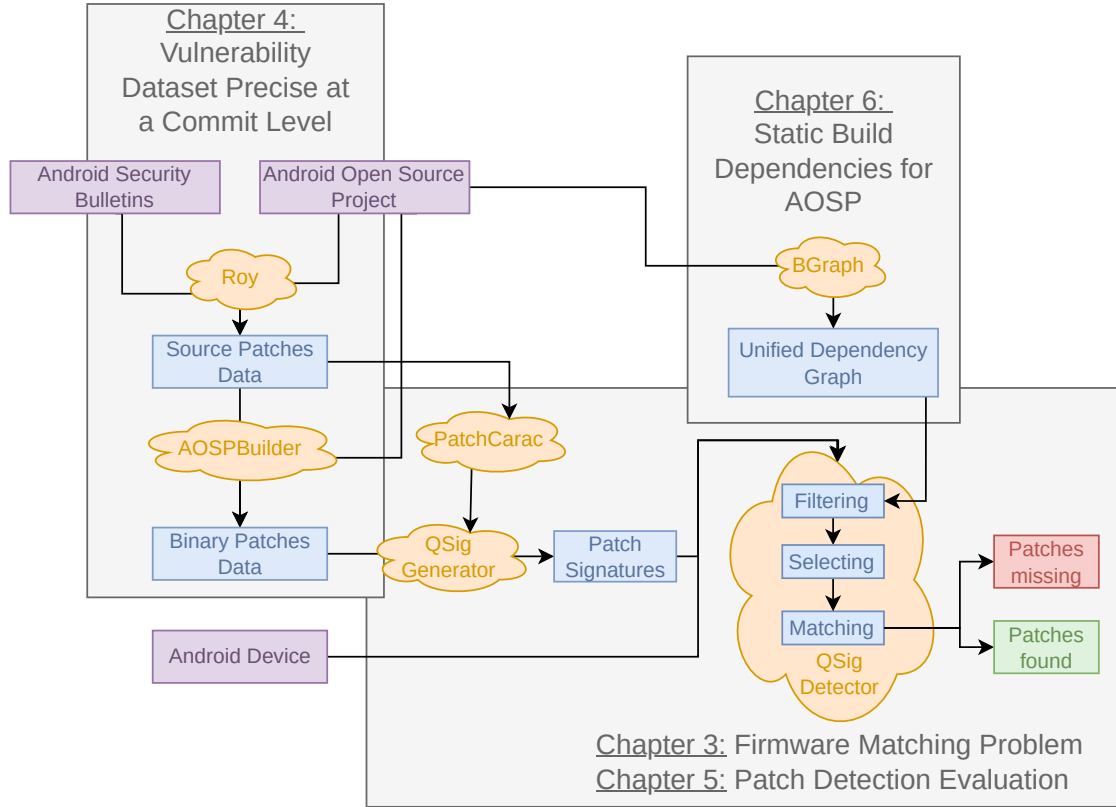 Chapter 4:
Vulnerability
Dataset Precise at
a Commit Level
Chapter 6:
Static Build
Dependencies for
AOSP
Android Security
Bulletins
Android Open Source
Project
Roy
BGraph
Source Patches
Data
Unified Dependency
Graph
AOSPBuilder
PatchCarac
Filtering
Binary Patches
Data
QSig
Generator
Patch
Signatures
Selecting
Patches
missing
Matching
Android Device
QSig
Detector
Patches
found
Chapter 3: Firmware Matching Problem
Chapter 5: Patch Detection Evaluation